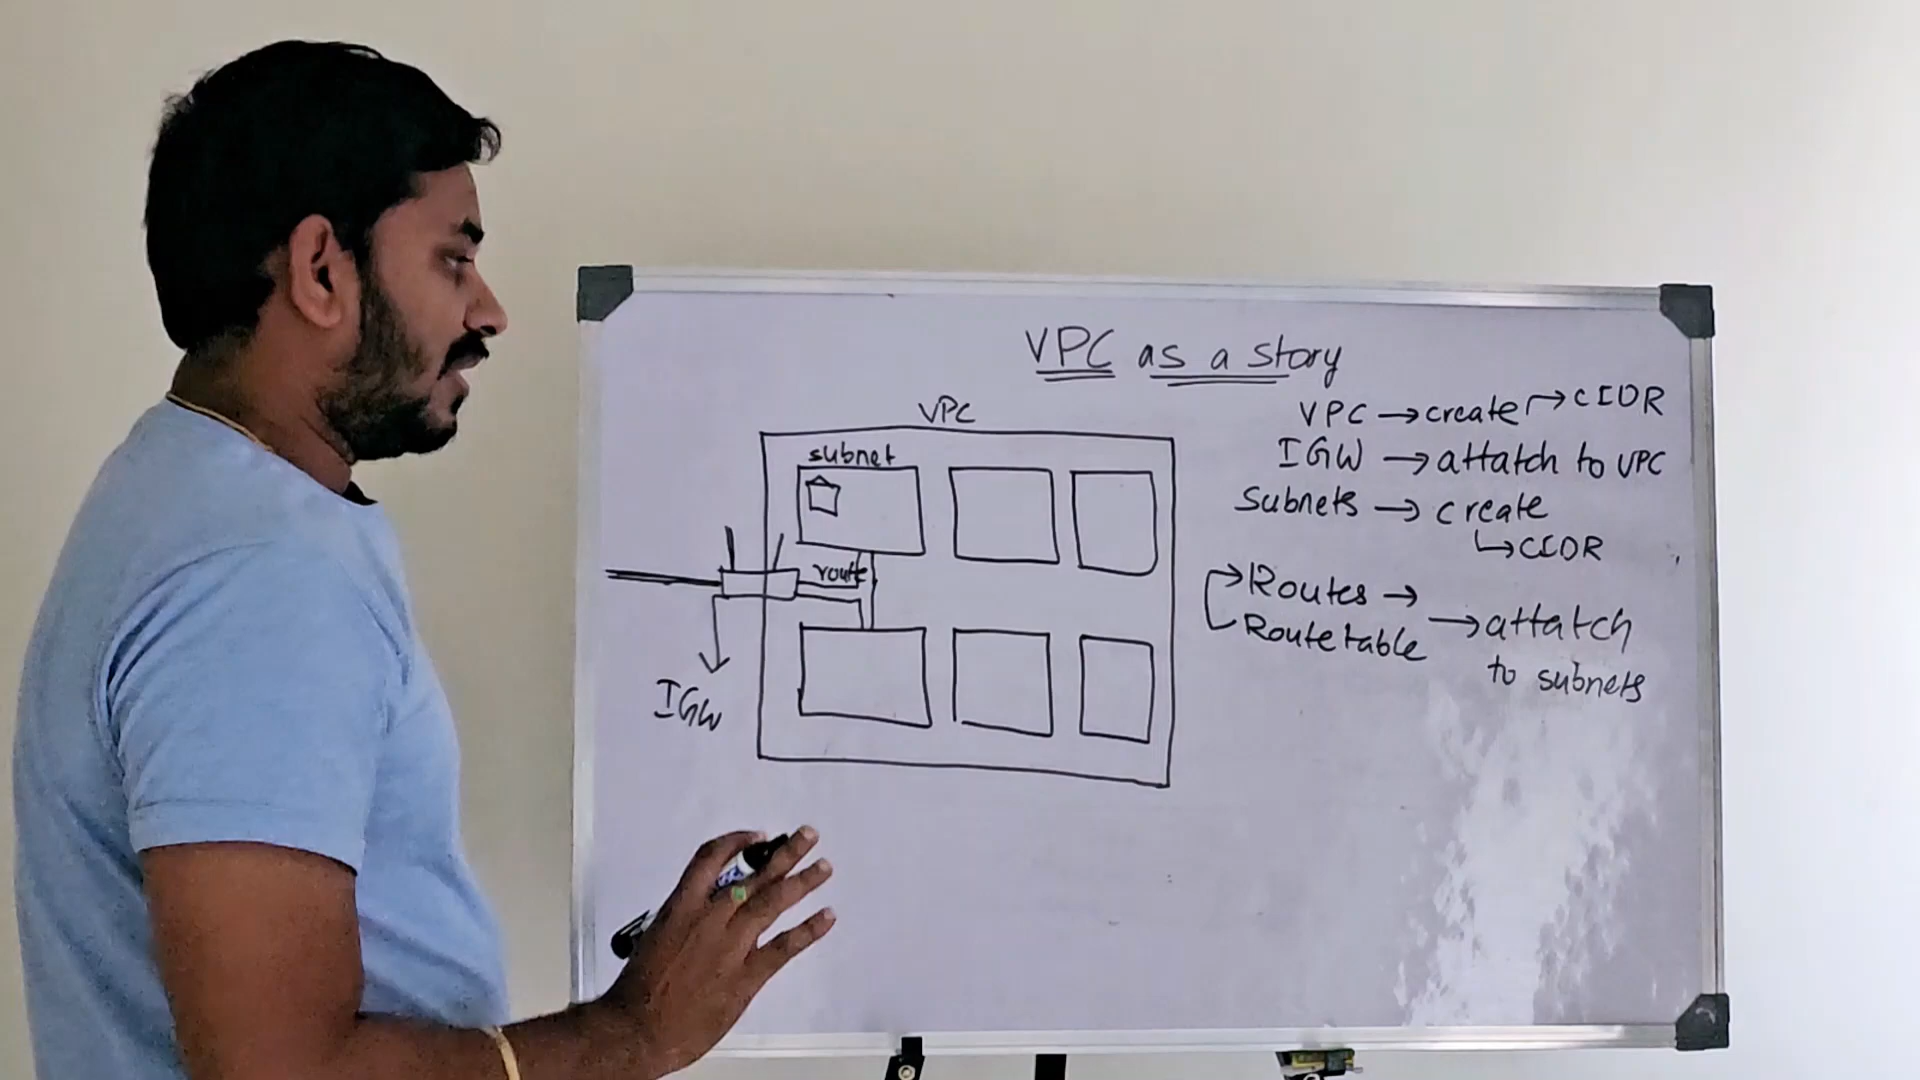 VPC as a story
VPC
subnet
route
IGW
VPC → create → CIDR
IGW → attatch to VPC
Subnets → create
↳ CIDR
→ Routes →
Route table → attatch
to subnets